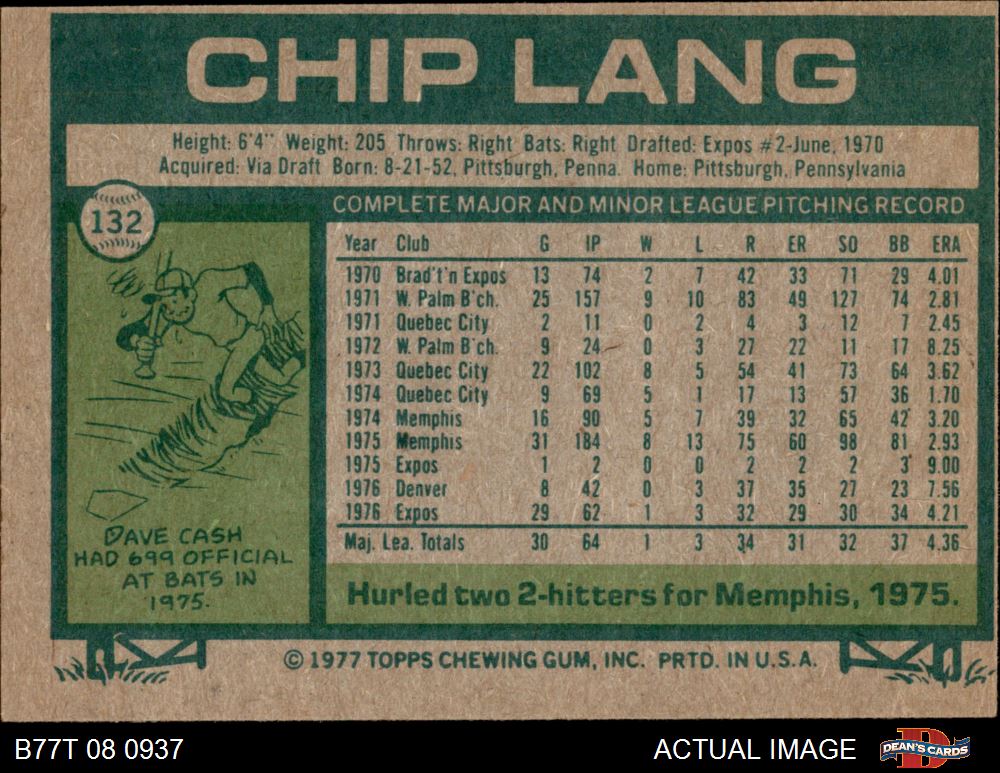 CHIP LANG
Height: 6'4" Weight: 205 Throws: Right Bats: Right Drafted: Expos #2-June, 1970
Acquired: Via Draft Born: 8-21-52, Pittsburgh, Penna. Home: Pittsburgh, Pennsylvania
132
COMPLETE MAJOR AND MINOR LEAGUE PITCHING RECORD
Year Club G IP W L R ER SO BB ERA
1970 Brad't'n Expos 13 74 2 7 42 33 71 29 4.01
1971 W. Palm B'ch. 25 157 9 10 83 49 127 74 2.81
1971 Quebec City 2 11 0 2 4 3 12 7 2.45
1972 W. Palm B'ch. 9 24 0 3 27 22 11 17 8.25
1973 Quebec City 22 102 8 5 54 41 73 64 3.62
1974 Quebec City 9 69 5 1 17 13 57 36 1.70
1974 Memphis 16 90 5 7 39 32 65 42 3.20
1975 Memphis 31 184 8 13 75 60 98 81 2.93
1975 Expos 1 2 0 0 2 2 2 3 9.00
1976 Denver 8 42 0 3 37 35 27 23 7.56
1976 Expos 29 62 1 3 32 29 30 34 4.21
Maj. Lea. Totals 30 64 1 3 34 31 32 37 4.36
DAVE CASH
HAD 699 OFFICIAL
AT BATS IN
1975.
Hurled two 2-hitters for Memphis, 1975.
© 1977 TOPPS CHEWING GUM, INC. PRTD. IN U.S.A.
B77T 08 0937
ACTUAL IMAGE
DEAN'S CARDS